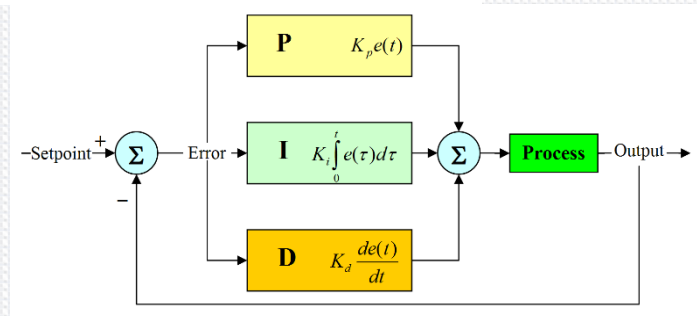 P K_p e(t)
+
Setpoint Σ Error I K_i ∫_0^t e(τ)dτ Σ Process Output
−
D K_d de(t)/dt